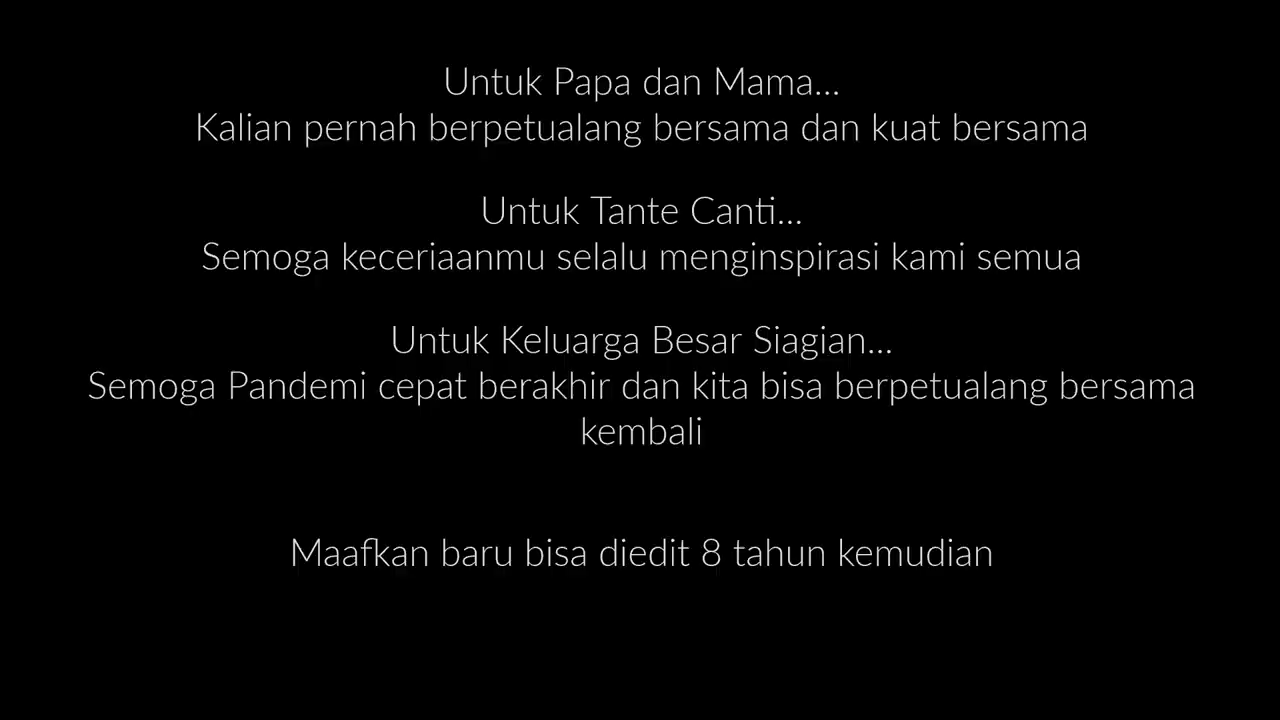 Untuk Papa dan Mama...
Kalian pernah berpetualang bersama dan kuat bersama
Untuk Tante Canti...
Semoga keceriaanmu selalu menginspirasi kami semua
Untuk Keluarga Besar Siagian...
Semoga Pandemi cepat berakhir dan kita bisa berpetualang bersama
kembali
Maafkan baru bisa diedit 8 tahun kemudian